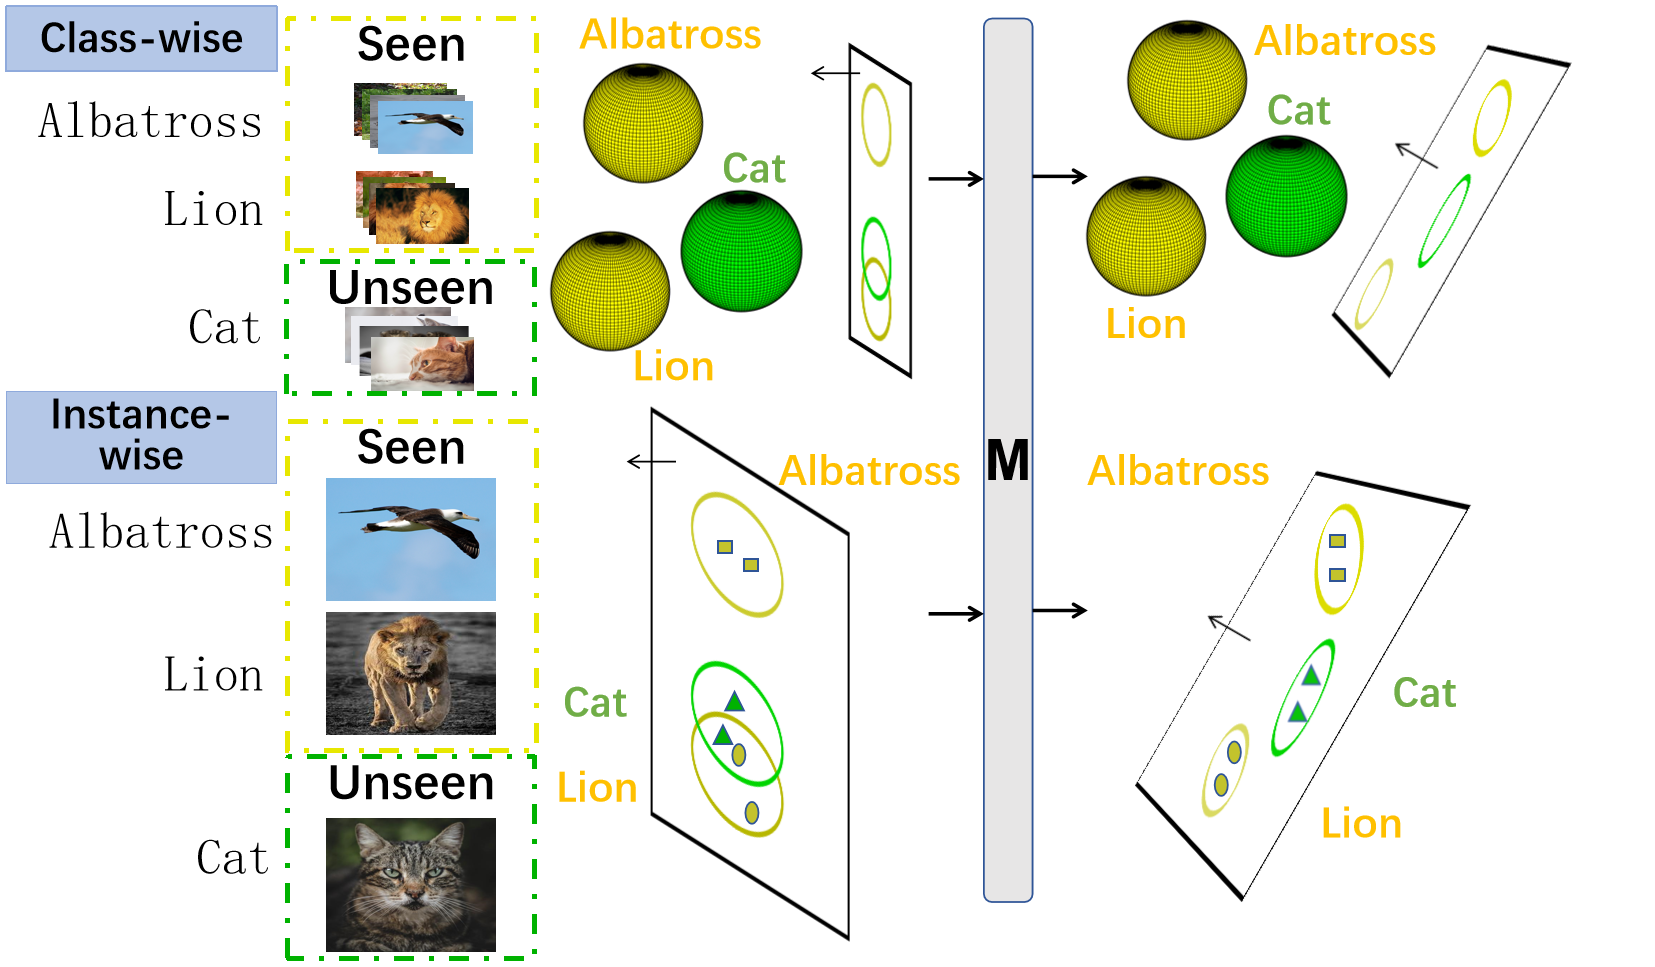 Class-wise
Seen
Albatross
Lion
Unseen
Cat
Albatross
Cat
Lion
Albatross
Cat
Lion
Instance-
wise
Seen
Albatross
Lion
Unseen
Cat
Albatross
Cat
Lion
M
Albatross
Cat
Lion